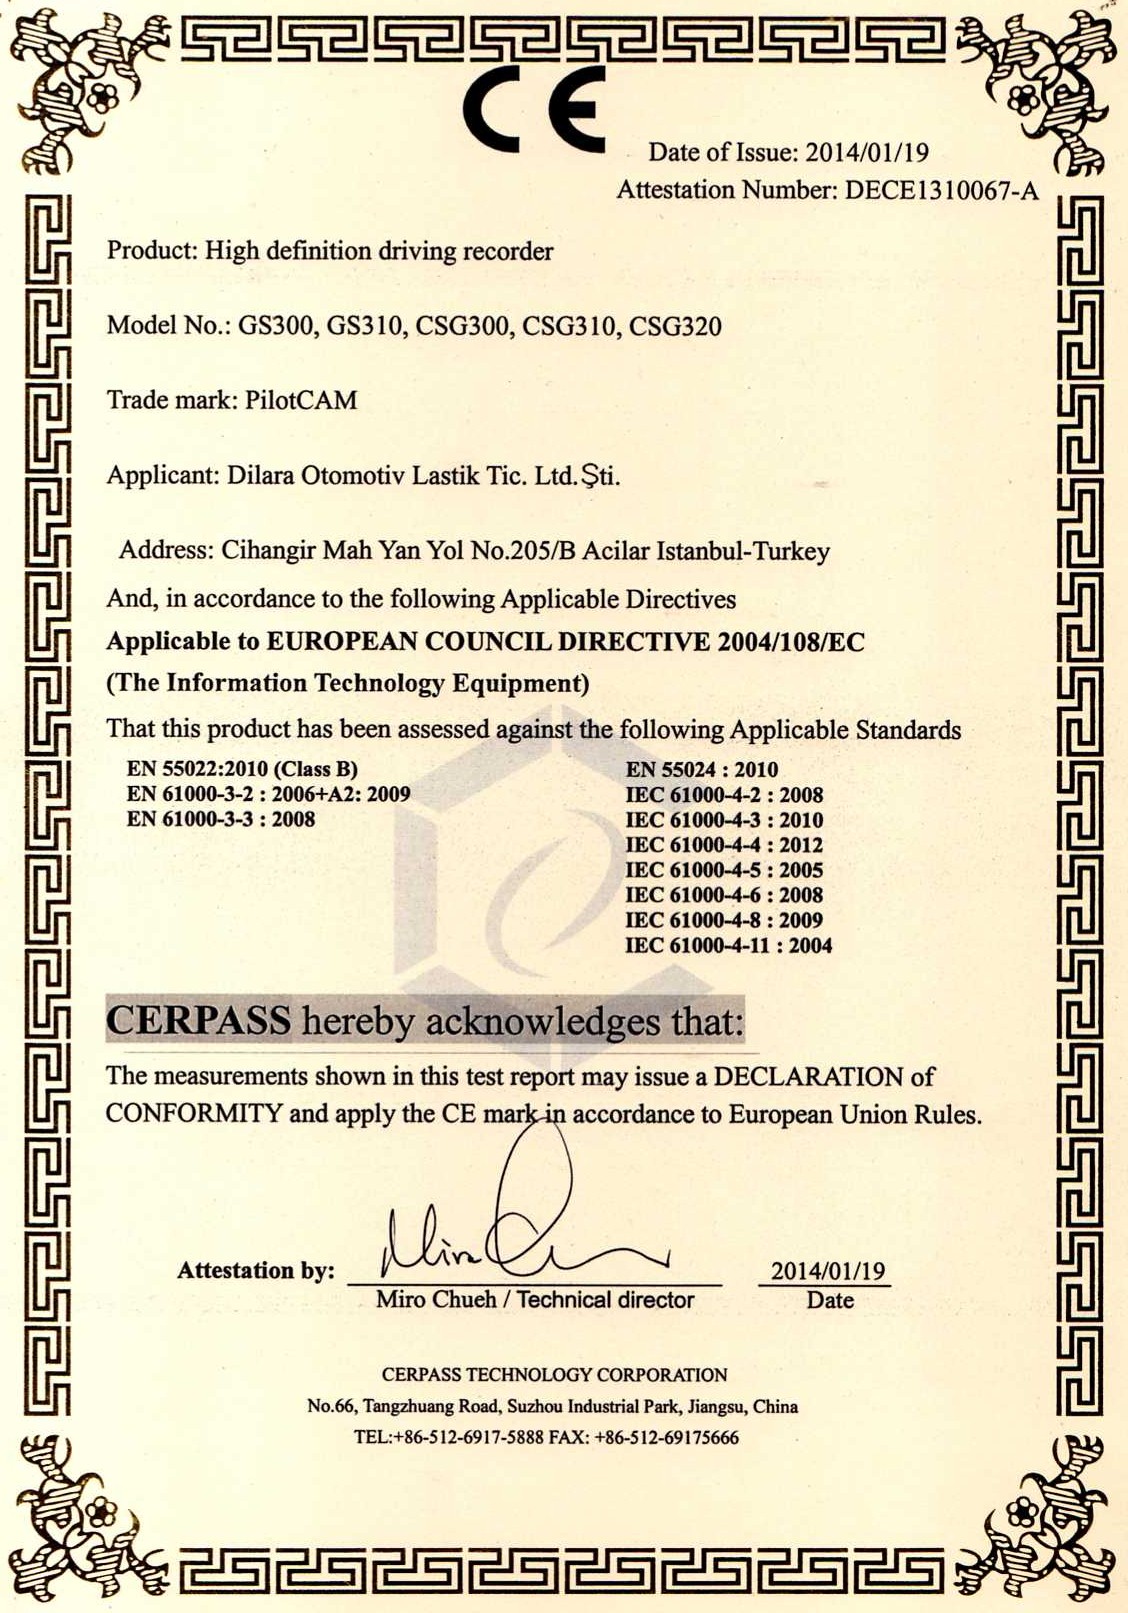 CE
Date of Issue: 2014/01/19
Attestation Number: DECE1310067-A
Product: High definition driving recorder
Model No.: GS300, GS310, CSG300, CSG310, CSG320
Trade mark: PilotCAM
Applicant: Dilara Otomotiv Lastik Tic. Ltd.Şti.
Address: Cihangir Mah Yan Yol No.205/B Acilar Istanbul-Turkey
And, in accordance to the following Applicable Directives
Applicable to EUROPEAN COUNCIL DIRECTIVE 2004/108/EC
(The Information Technology Equipment)
That this product has been assessed against the following Applicable Standards
EN 55022:2010 (Class B)
EN 61000-3-2 : 2006+A2: 2009
EN 61000-3-3 : 2008
EN 55024 : 2010
IEC 61000-4-2 : 2008
IEC 61000-4-3 : 2010
IEC 61000-4-4 : 2012
IEC 61000-4-5 : 2005
IEC 61000-4-6 : 2008
IEC 61000-4-8 : 2009
IEC 61000-4-11 : 2004
CERPASS hereby acknowledges that:
The measurements shown in this test report may issue a DECLARATION of
CONFORMITY and apply the CE mark in accordance to European Union Rules.
Attestation by:
Miro Chueh / Technical director
2014/01/19
Date
CERPASS TECHNOLOGY CORPORATION
No.66, Tangzhuang Road, Suzhou Industrial Park, Jiangsu, China
TEL:+86-512-6917-5888 FAX: +86-512-69175666